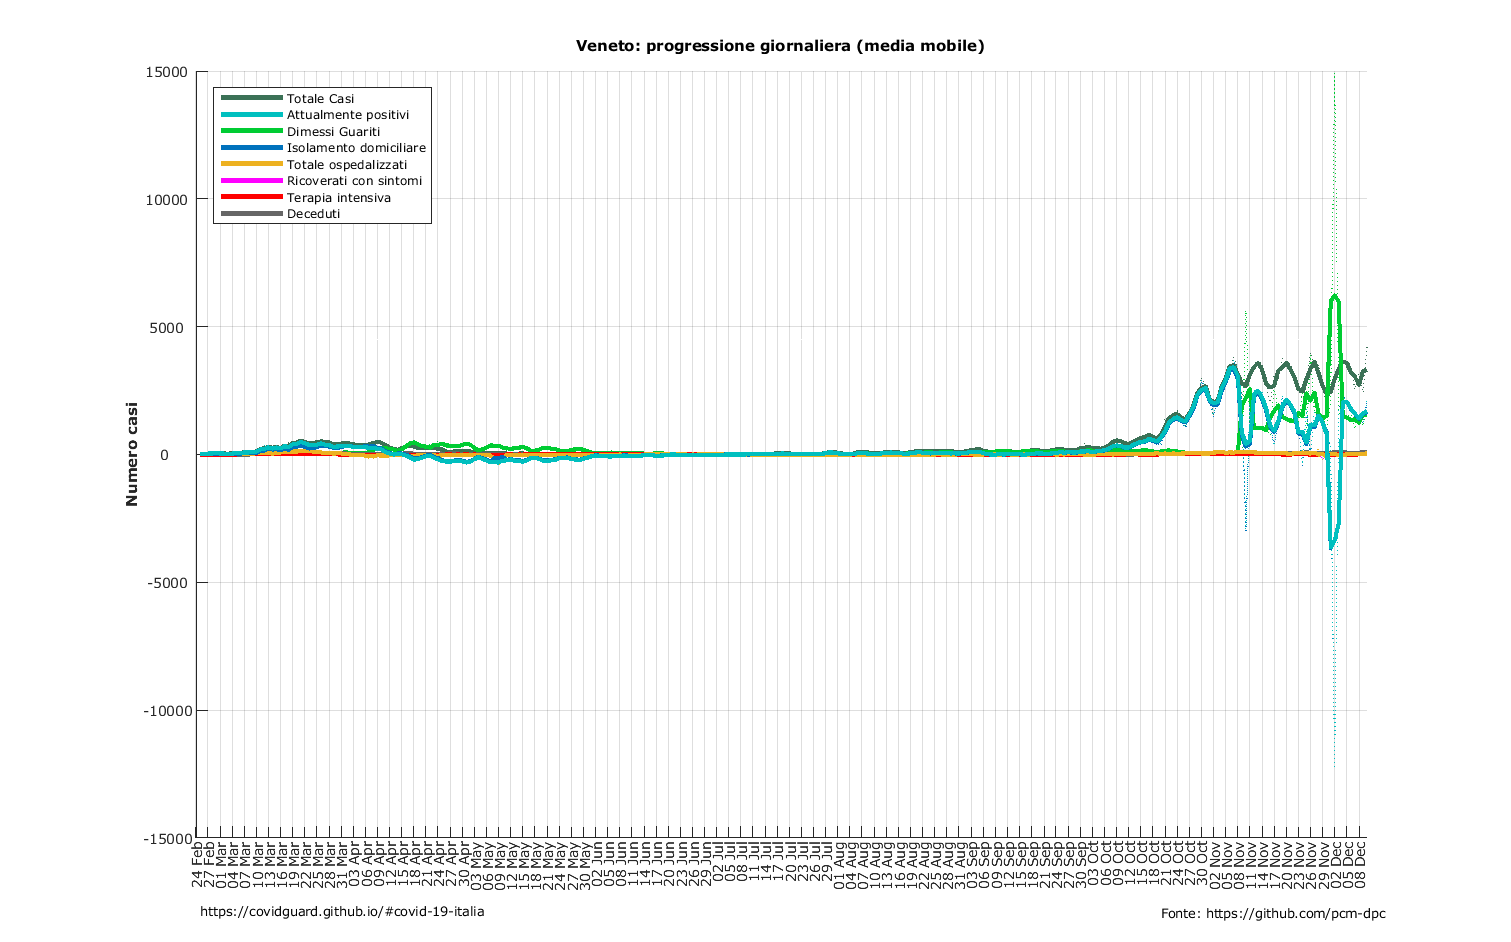 Veneto: progressione giornaliera (media mobile)
15000
10000
5000
0
-5000
-10000
-15000
Numero casi
Totale Casi
Attualmente positivi
Dimessi Guariti
Isolamento domiciliare
Totale ospedalizzati
Ricoverati con sintomi
Terapia intensiva
Deceduti
24 Feb
27 Feb
01 Mar
04 Mar
07 Mar
10 Mar
13 Mar
16 Mar
19 Mar
22 Mar
25 Mar
28 Mar
31 Mar
03 Apr
06 Apr
09 Apr
12 Apr
15 Apr
18 Apr
21 Apr
24 Apr
27 Apr
30 Apr
03 May
06 May
09 May
12 May
15 May
18 May
21 May
24 May
27 May
30 May
02 Jun
05 Jun
08 Jun
11 Jun
14 Jun
17 Jun
20 Jun
23 Jun
26 Jun
29 Jun
02 Jul
05 Jul
08 Jul
11 Jul
14 Jul
17 Jul
20 Jul
23 Jul
26 Jul
29 Jul
01 Aug
04 Aug
07 Aug
10 Aug
13 Aug
16 Aug
19 Aug
22 Aug
25 Aug
28 Aug
31 Aug
03 Sep
06 Sep
09 Sep
12 Sep
15 Sep
18 Sep
21 Sep
24 Sep
27 Sep
30 Sep
03 Oct
06 Oct
09 Oct
12 Oct
15 Oct
18 Oct
21 Oct
24 Oct
27 Oct
30 Oct
02 Nov
05 Nov
08 Nov
11 Nov
14 Nov
17 Nov
20 Nov
23 Nov
26 Nov
29 Nov
02 Dec
05 Dec
08 Dec
https://covidguard.github.io/#covid-19-italia
Fonte: https://github.com/pcm-dpc